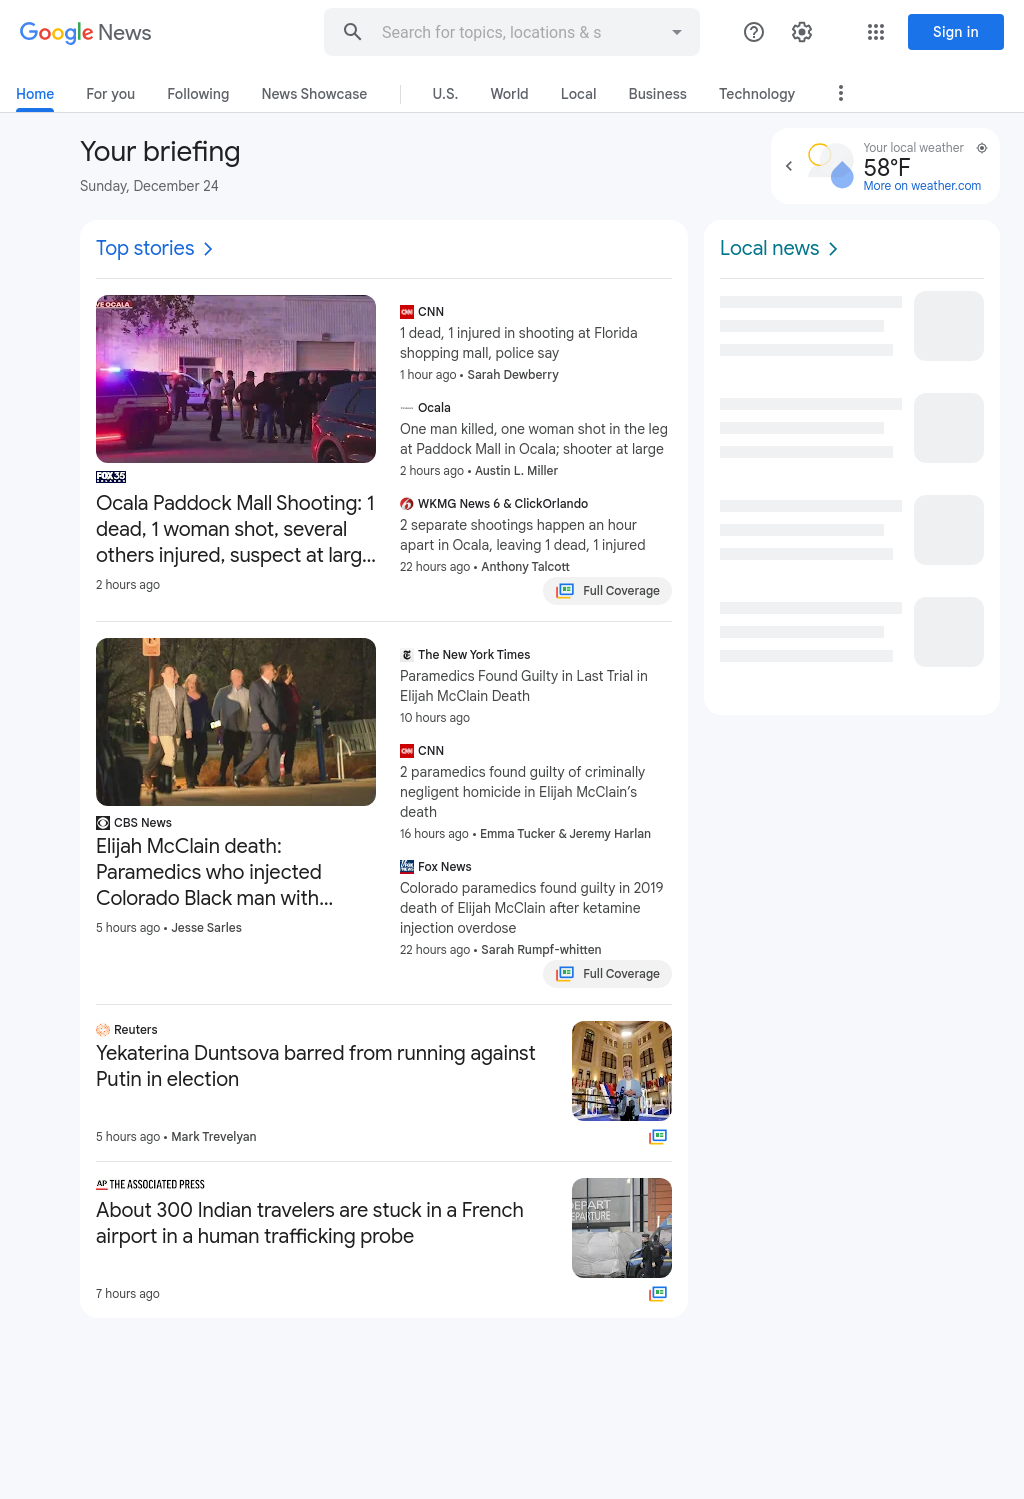 Google News
Search for topics, locations & s
Sign in
Home
For you
Following
News Showcase
U.S.
World
Local
Business
Technology
Your briefing
Sunday, December 24
Your local weather
58°F
More on weather.com
Top stories
VE OCALA
FOX 35
Ocala Paddock Mall Shooting: 1
dead, 1 woman shot, several
others injured, suspect at larg...
2 hours ago
CNN
1 dead, 1 injured in shooting at Florida
shopping mall, police say
1 hour ago • Sarah Dewberry
Ocala
One man killed, one woman shot in the leg
at Paddock Mall in Ocala; shooter at large
2 hours ago • Austin L. Miller
WKMG News 6 & ClickOrlando
2 separate shootings happen an hour
apart in Ocala, leaving 1 dead, 1 injured
22 hours ago • Anthony Talcott
Full Coverage
CBS News
Elijah McClain death:
Paramedics who injected
Colorado Black man with...
5 hours ago • Jesse Sarles
The New York Times
Paramedics Found Guilty in Last Trial in
Elijah McClain Death
10 hours ago
CNN
2 paramedics found guilty of criminally
negligent homicide in Elijah McClain’s
death
16 hours ago • Emma Tucker & Jeremy Harlan
Fox News
Colorado paramedics found guilty in 2019
death of Elijah McClain after ketamine
injection overdose
22 hours ago • Sarah Rumpf-whitten
Full Coverage
Reuters
Yekaterina Duntsova barred from running against
Putin in election
5 hours ago • Mark Trevelyan
AP THE ASSOCIATED PRESS
About 300 Indian travelers are stuck in a French
airport in a human trafficking probe
DEPART
EPARTURE
7 hours ago
Local news